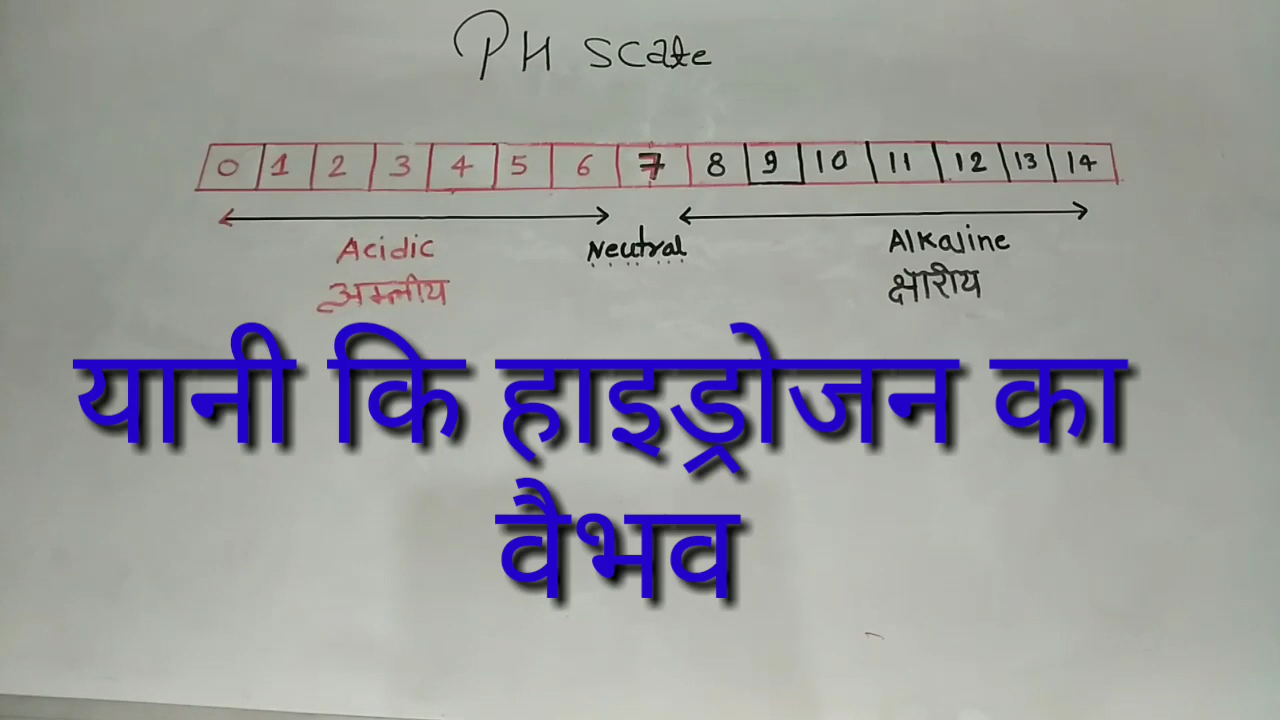 PH scale
0 1 2 3 4 5 6 7 8 9 10 11 12 13 14
Acidic Neutral Alkaline
अम्लीय क्षारीय
यानी कि हाइड्रोजन का
वैभव